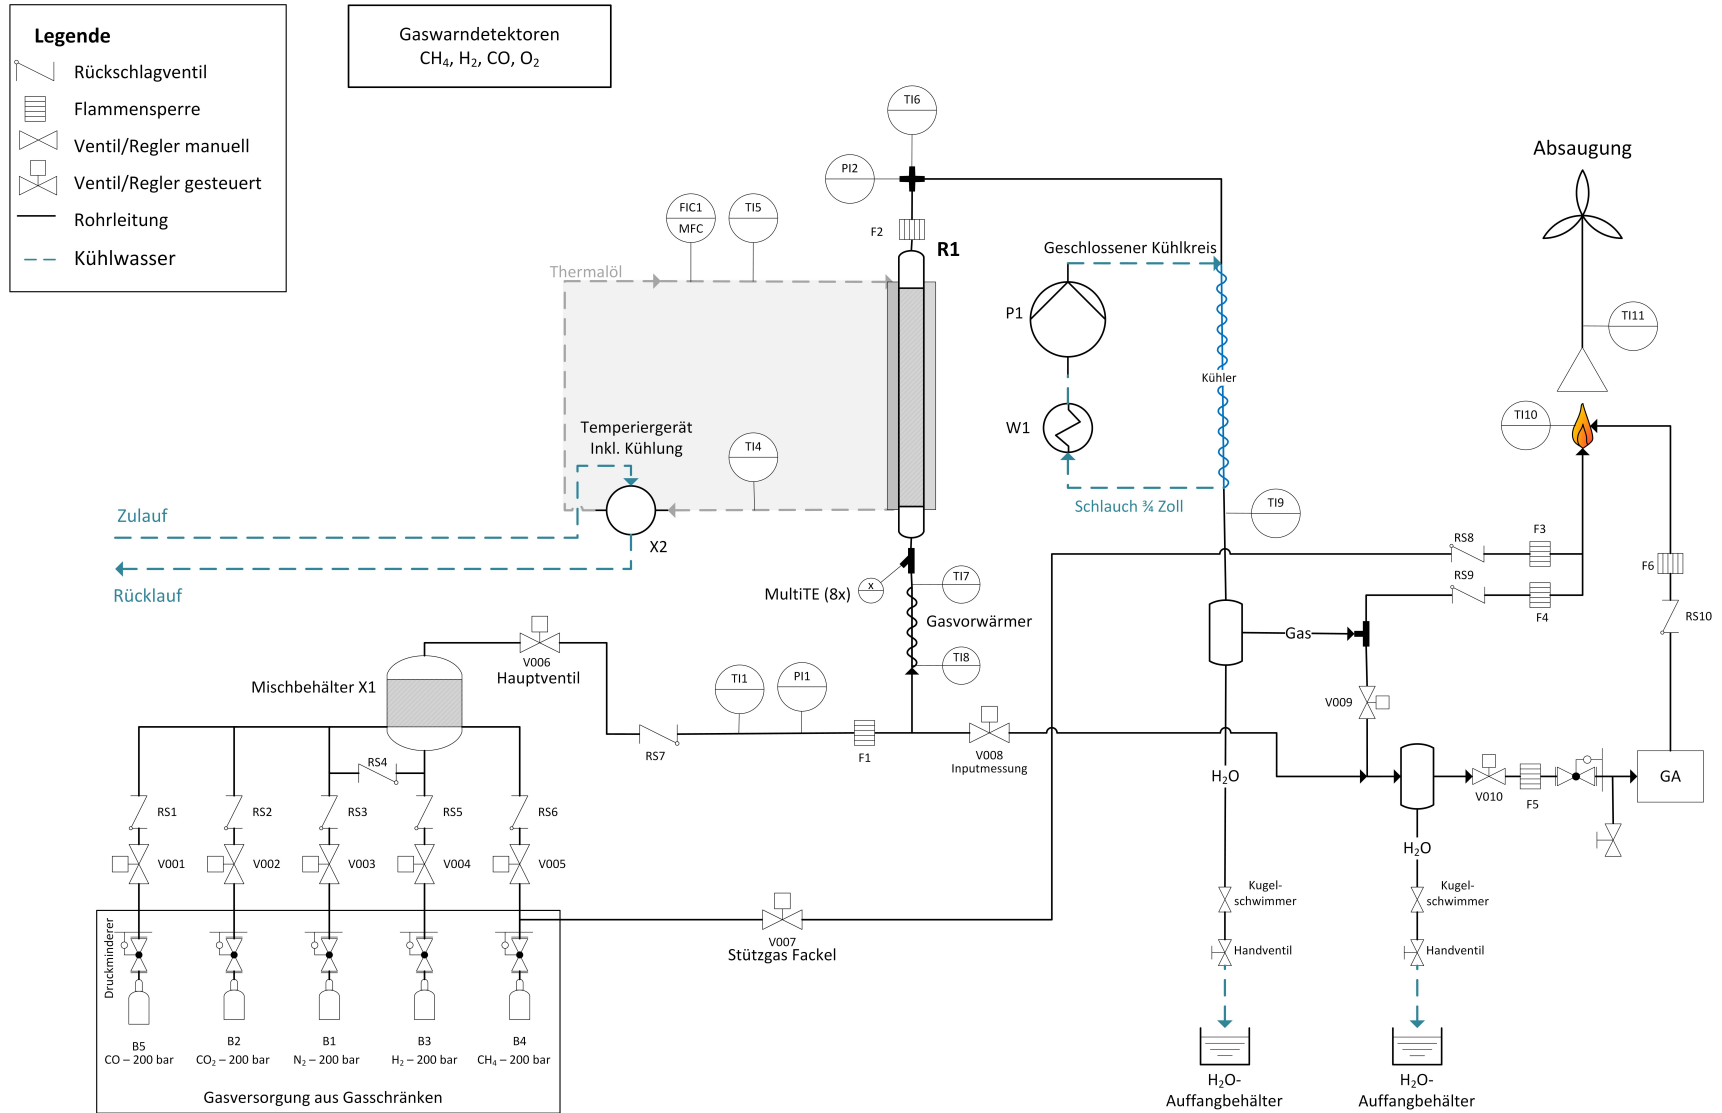 Legende
Rückschlagventil
Flammensperre
Ventil/Regler manuell
Ventil/Regler gesteuert
Rohrleitung
Kühlwasser
Gaswarndetektoren
CH₄, H₂, CO, O₂
TI6
PI2
F2
R1
FIC1
MFC
TI5
Thermalöl
Temperiergerät
Inkl. Kühlung
TI4
X2
Zulauf
Rücklauf
Geschlossener Kühlkreis
P1
W1
Kühler
Schlauch ¾ Zoll
TI9
Absaugung
TI11
TI10
RS8
F3
RS9
F4
F6
RS10
MultiTE (8x)
x
TI7
Gasvorwärmer
TI8
Gas
V009
V006
Hauptventil
Mischbehälter X1
TI1
PI1
RS7
F1
V008
Inputmessung
H₂O
V010
F5
GA
H₂O
RS4
RS1
RS2
RS3
RS5
RS6
V001
V002
V003
V004
V005
V007
Stützgas Fackel
Kugel-
schwimmer
Handventil
Kugel-
schwimmer
Handventil
Druckminderer
B5
CO – 200 bar
B2
CO₂ – 200 bar
B1
N₂ – 200 bar
B3
H₂ – 200 bar
B4
CH₄ – 200 bar
Gasversorgung aus Gasschränken
H₂O-
Auffangbehälter
H₂O-
Auffangbehälter